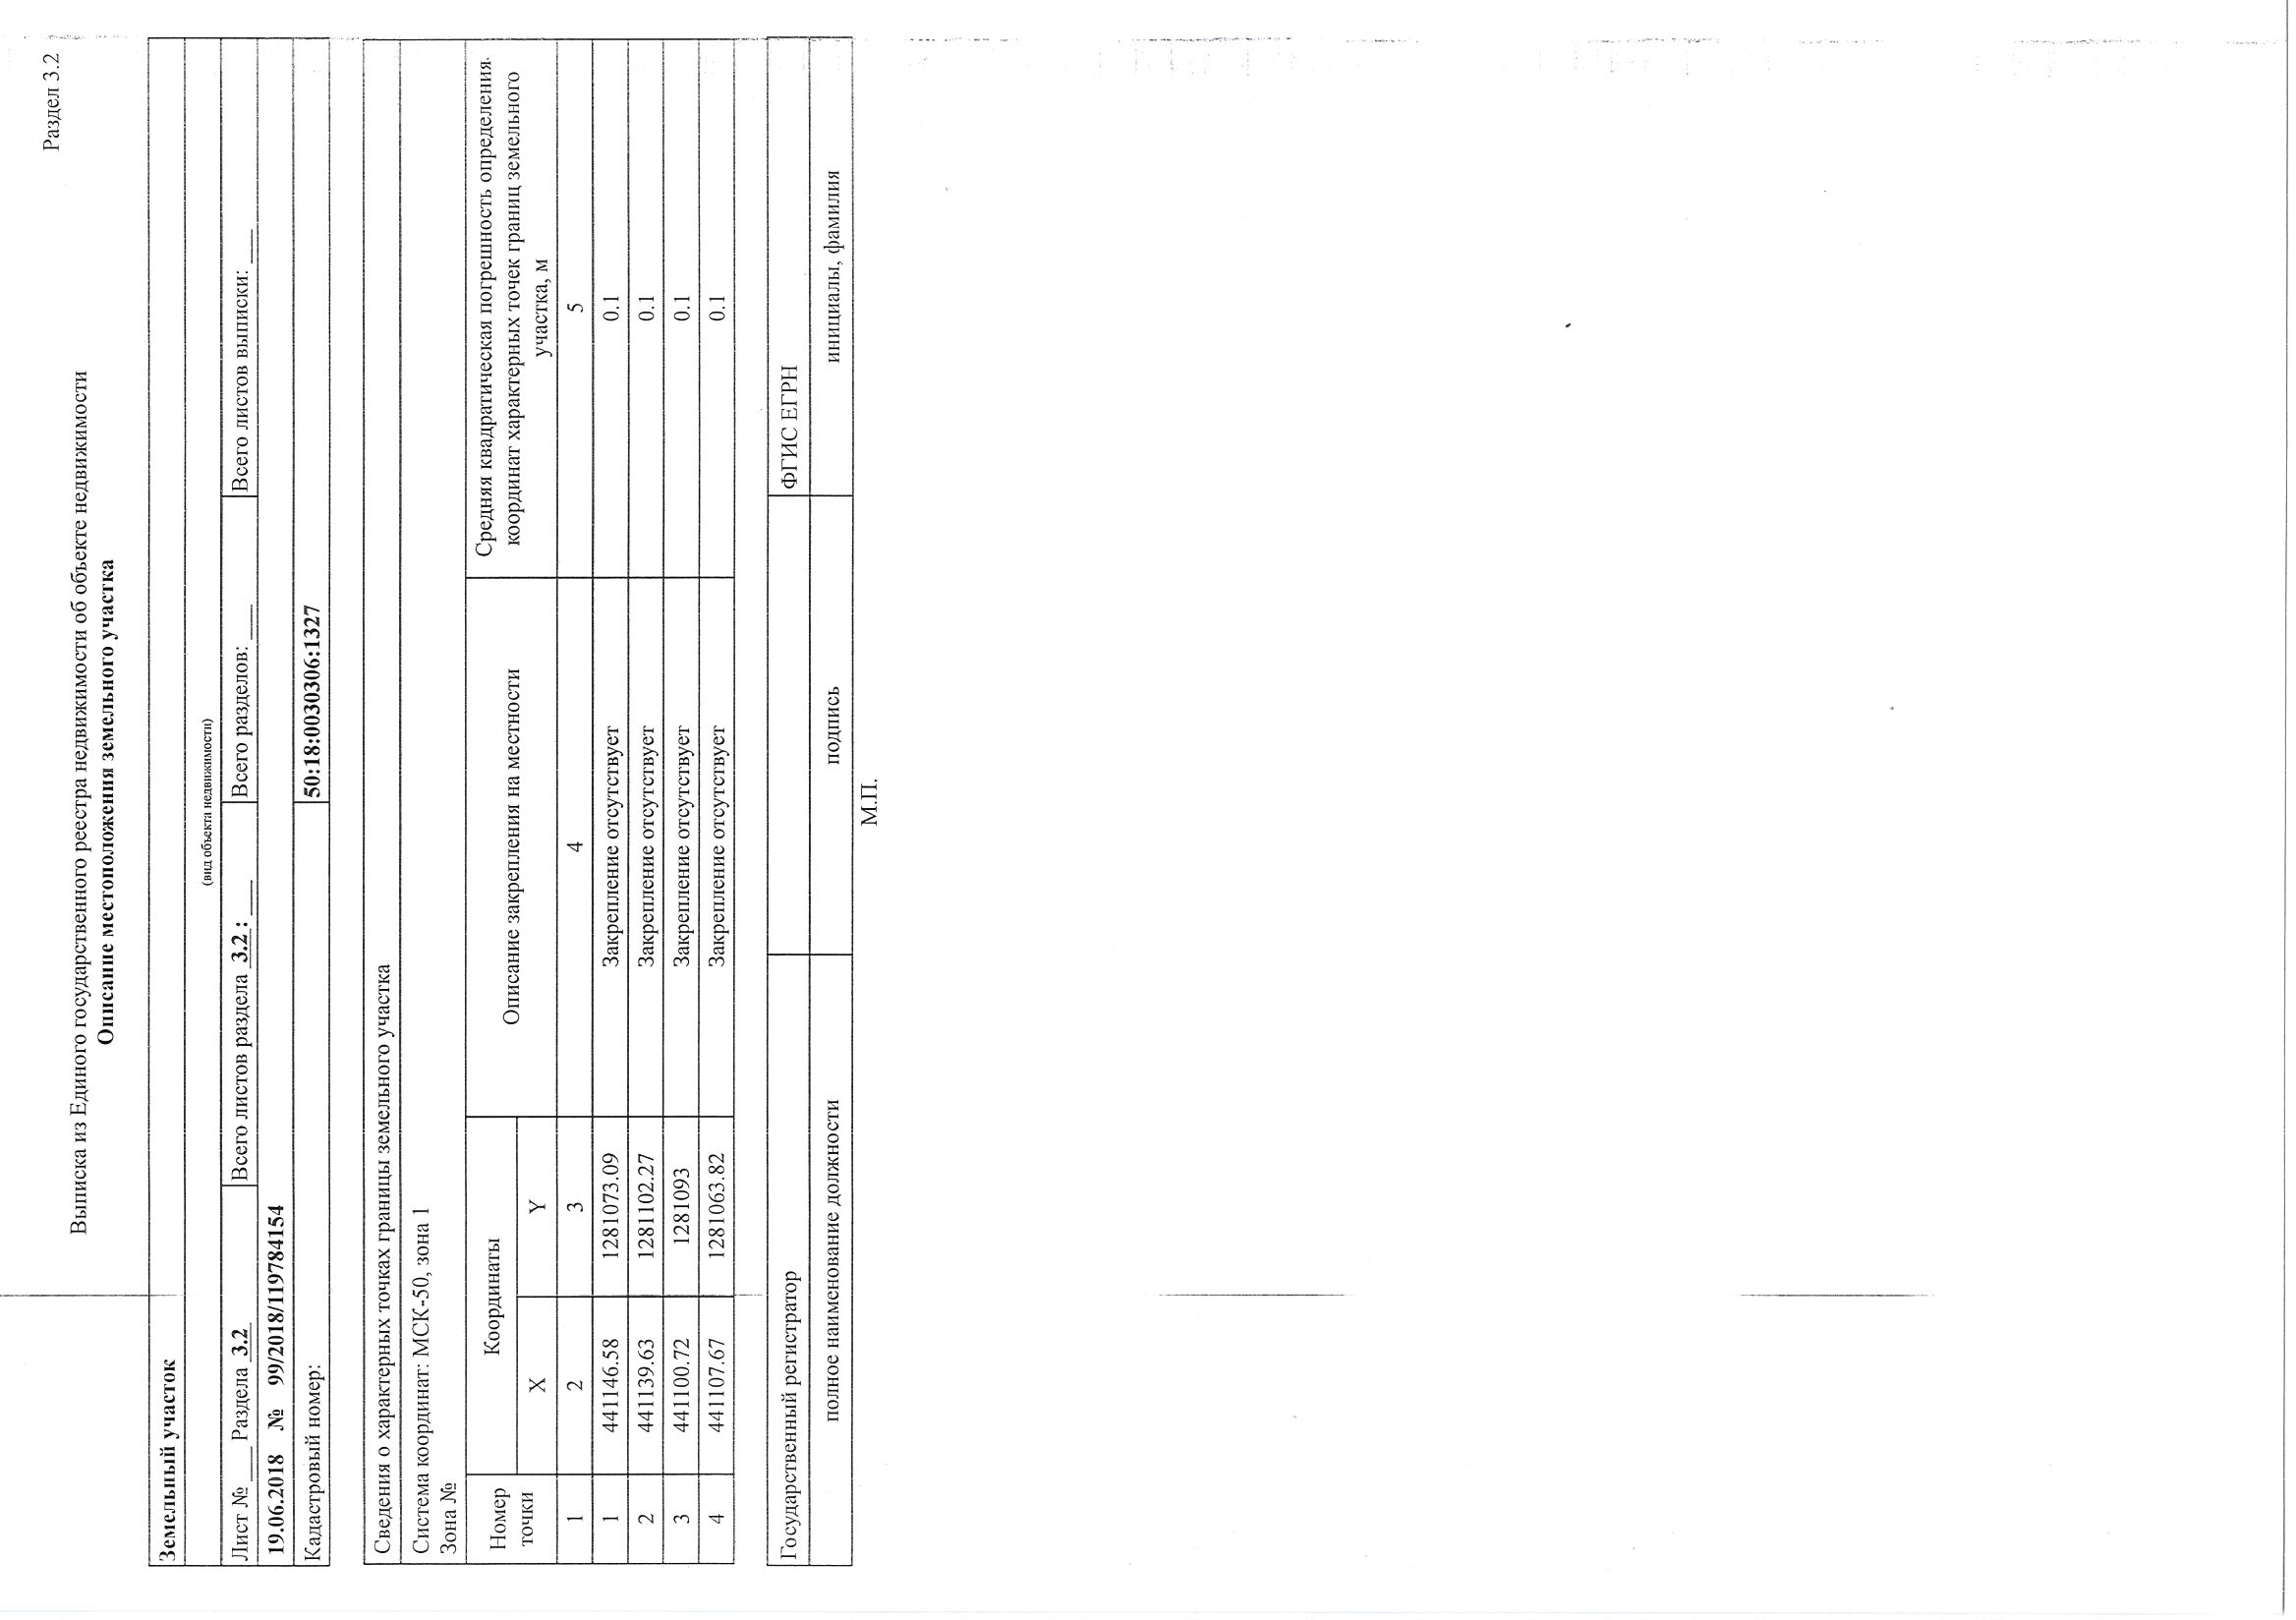 Раздел 3.2
Выписка из Единого государственного реестра недвижимости об объекте недвижимости
Описание местоположения земельного участка
Земельный участок
(вид объекта недвижимости)
Лист № ___ Раздела 3.2 Всего листов раздела 3.2 : ___ Всего разделов: ___ Всего листов выписки: ___
19.06.2018 № 99/2018/119784154
Кадастровый номер: 50:18:0030306:1327
Сведения о характерных точках границы земельного участка
Система координат: МСК-50, зона 1
Зона №
Номер точки Координаты Описание закрепления на местности Средняя квадратическая погрешность определения координат характерных точек границ земельного участка, м
X Y
1 2 3 4 5
1 441146.58 1281073.09 Закрепление отсутствует 0.1
2 441139.63 1281102.27 Закрепление отсутствует 0.1
3 441100.72 1281093 Закрепление отсутствует 0.1
4 441107.67 1281063.82 Закрепление отсутствует 0.1
Государственный регистратор ФГИС ЕГРН
полное наименование должности подпись инициалы, фамилия
М.П.